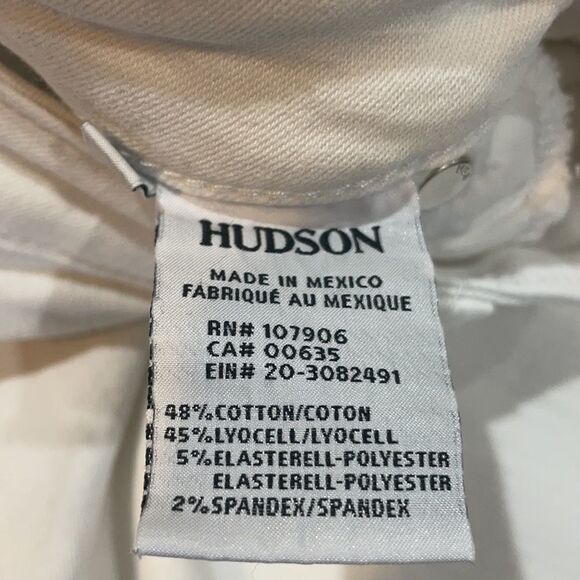 HUDSON
MADE IN MEXICO
FABRIQUÉ AU MEXIQUE
RN# 107906
CA# 00635
EIN# 20-3082491
48%COTTON/COTON
45%LYOCELL/LYOCELL
5%ELASTERELL-POLYESTER
ELASTERELL-POLYESTER
2%SPANDEX/SPANDEX